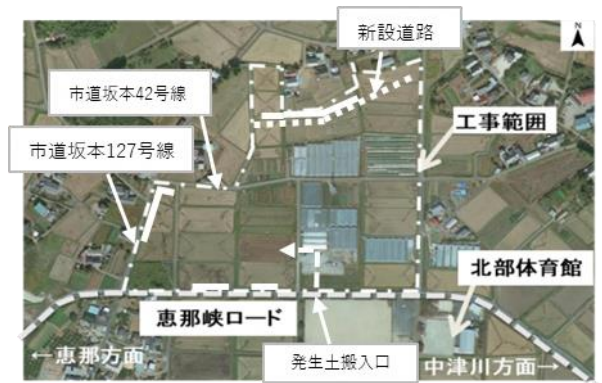 新設道路
N
市道坂本42号線
工事範囲
市道坂本127号線
北部体育館
恵那峡ロード
←恵那方面
発生土搬入口
中津川方面→